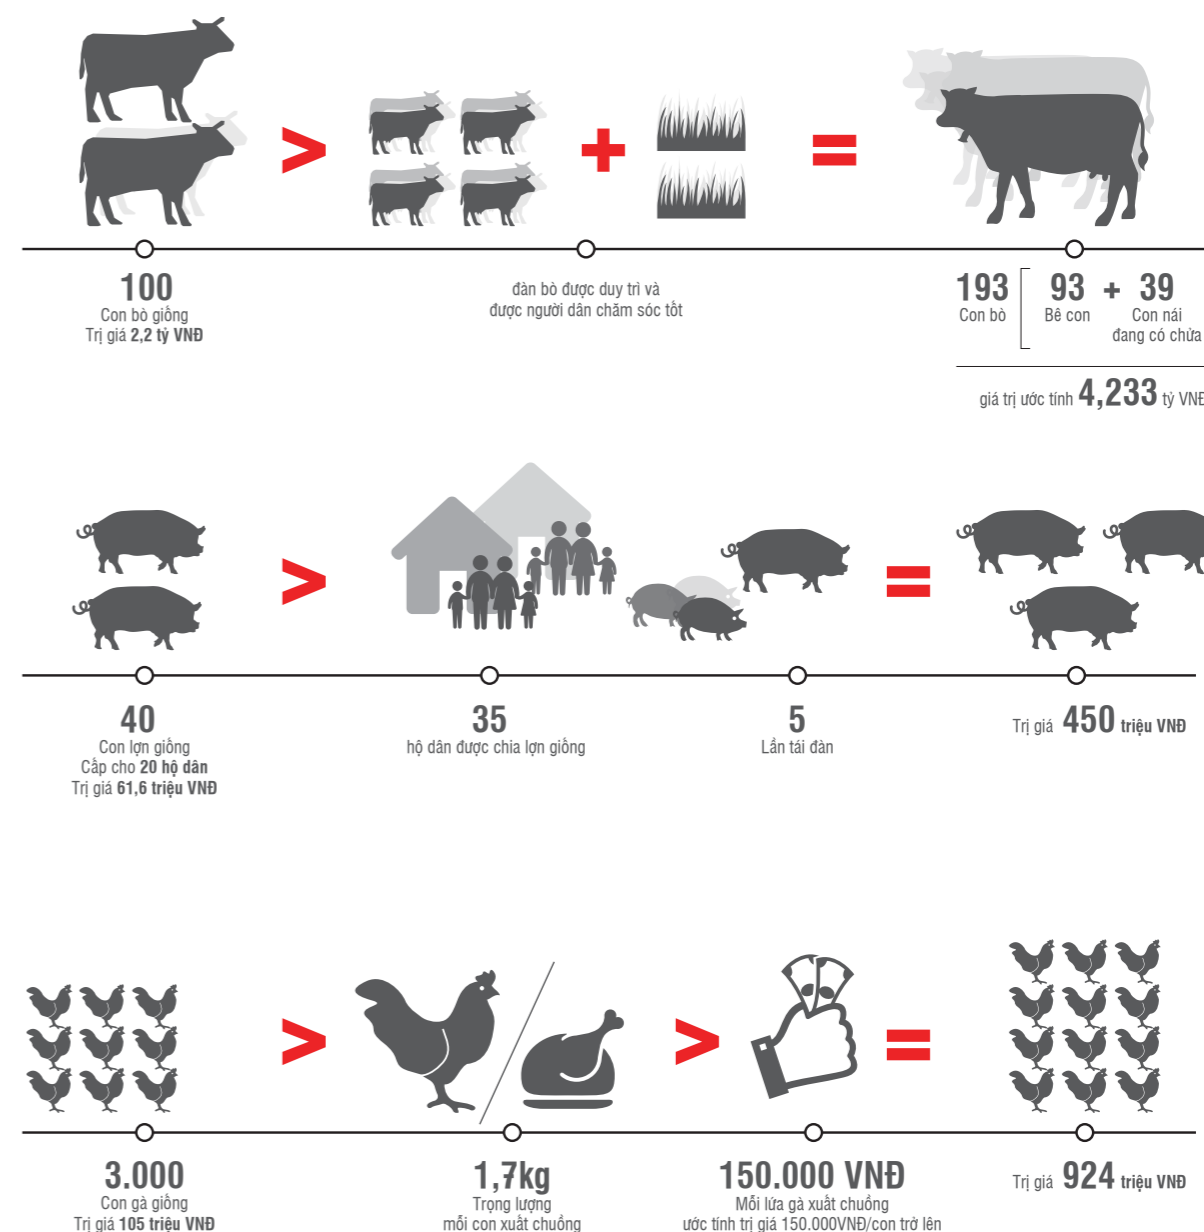 100
Con bò giống
Trị giá 2,2 tỷ VNĐ
đàn bò được duy trì và
được người dân chăm sóc tốt
193
Con bò
93 + 39
Bê con
Con nái
đang có chửa
giá trị ước tính 4,233 tỷ VNĐ
40
Con lợn giống
Cấp cho 20 hộ dân
Trị giá 61,6 triệu VNĐ
35
hộ dân được chia lợn giống
5
Lần tái đàn
Trị giá 450 triệu VNĐ
3.000
Con gà giống
Trị giá 105 triệu VNĐ
1,7kg
Trọng lượng
mỗi con xuất chuồng
150.000 VNĐ
Mỗi lứa gà xuất chuồng
ước tính trị giá 150.000VNĐ/con trở lên
Trị giá 924 triệu VNĐ